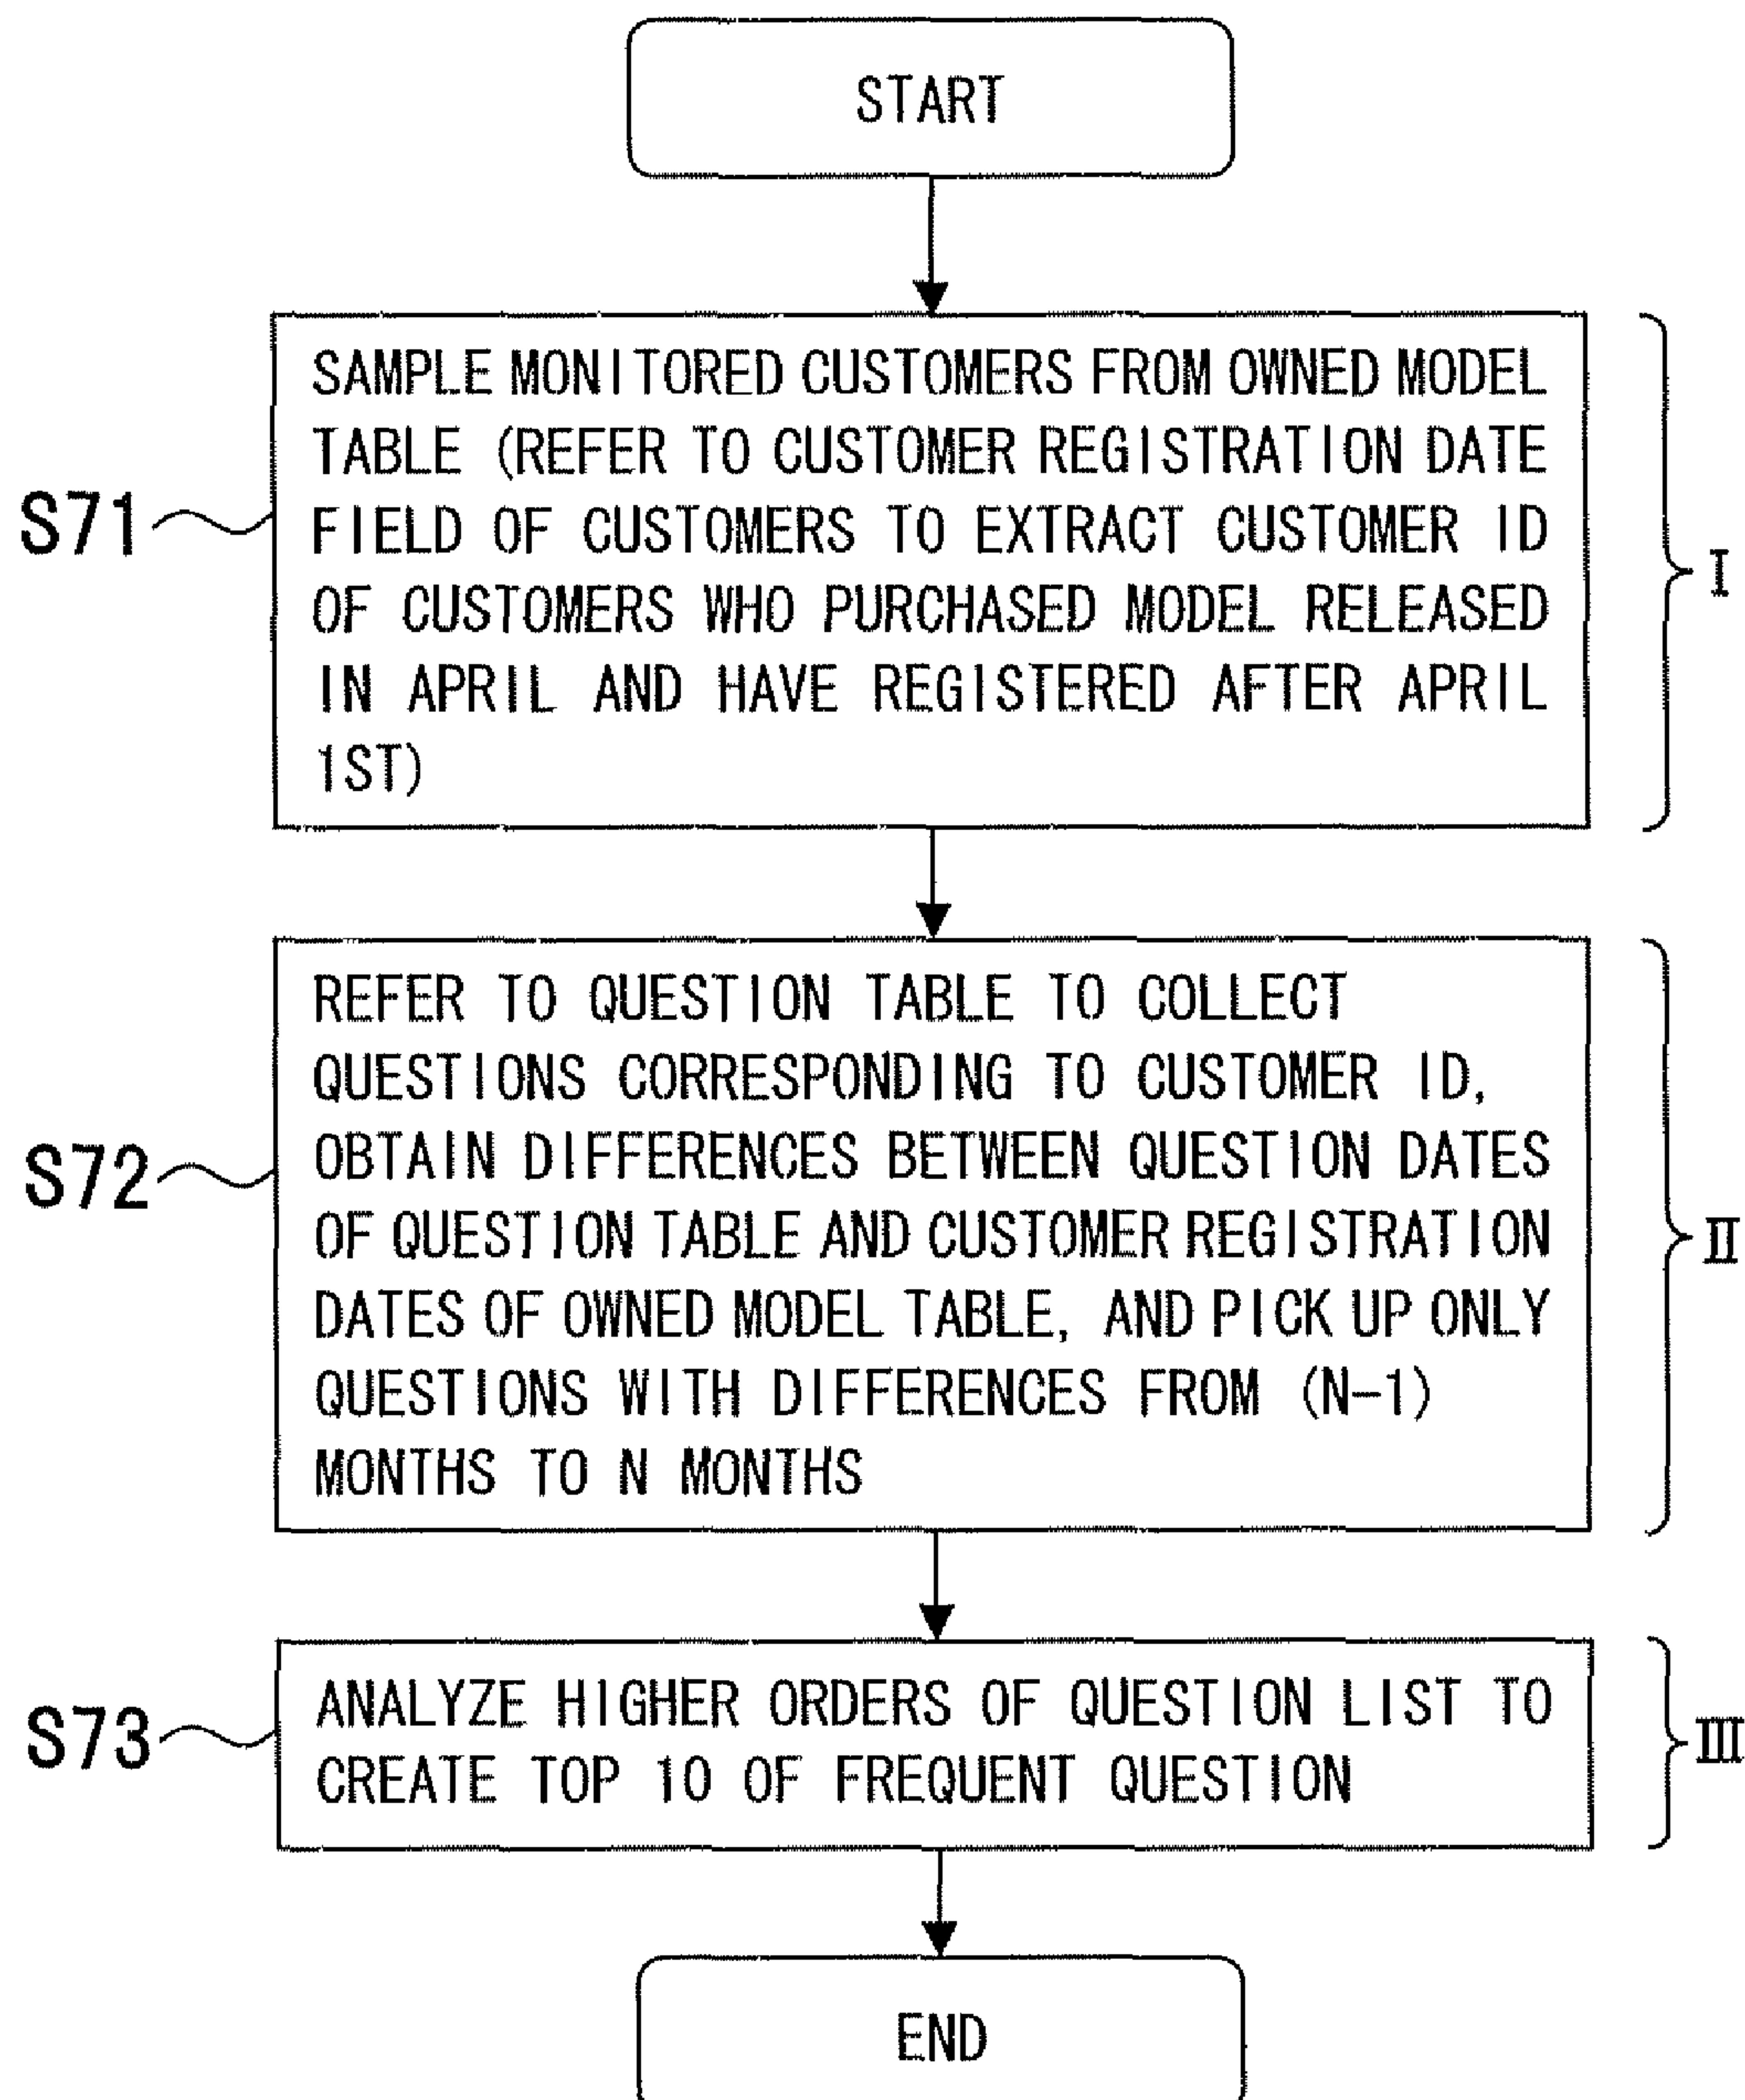 START
S71
SAMPLE MONITORED CUSTOMERS FROM OWNED MODEL
TABLE (REFER TO CUSTOMER REGISTRATION DATE
FIELD OF CUSTOMERS TO EXTRACT CUSTOMER ID
OF CUSTOMERS WHO PURCHASED MODEL RELEASED
IN APRIL AND HAVE REGISTERED AFTER APRIL
1ST)
I
S72
REFER TO QUESTION TABLE TO COLLECT
QUESTIONS CORRESPONDING TO CUSTOMER ID,
OBTAIN DIFFERENCES BETWEEN QUESTION DATES
OF QUESTION TABLE AND CUSTOMER REGISTRATION
DATES OF OWNED MODEL TABLE, AND PICK UP ONLY
QUESTIONS WITH DIFFERENCES FROM (N-1)
MONTHS TO N MONTHS
II
S73
ANALYZE HIGHER ORDERS OF QUESTION LIST TO
CREATE TOP 10 OF FREQUENT QUESTION
III
END